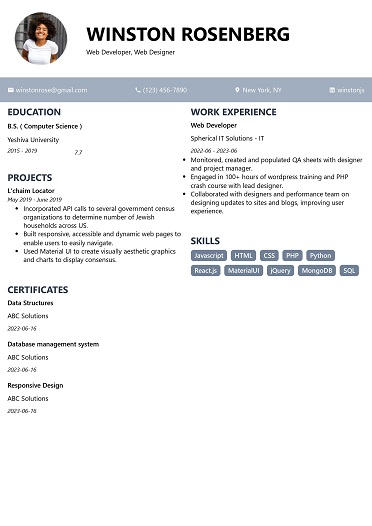 WINSTON ROSENBERG
Web Developer, Web Designer
winstonrose@gmail.com
(123) 456-7890
New York, NY
winstonjs
EDUCATION
B.S. ( Computer Science )
Yeshiva University
2015 - 2019 7.7
PROJECTS
L'chaim Locator
May 2019 - June 2019
• Incorporated API calls to several government census
organizations to determine number of Jewish
households across US.
• Built responsive, accessible and dynamic web pages to
enable users to easily navigate.
• Used Material UI to create visually aesthetic graphics
and charts to display consensus.
CERTIFICATES
Data Structures
ABC Solutions
2023-06-16
Database management system
ABC Solutions
2023-06-16
Responsive Design
ABC Solutions
2023-06-16
WORK EXPERIENCE
Web Developer
Spherical IT Solutions - IT
2022-06 - 2023-06
• Monitored, created and populated QA sheets with designer
and project manager.
• Engaged in 100+ hours of wordpress training and PHP
crash course with lead designer.
• Collaborated with designers and performance team on
designing updates to sites and blogs, improving user
experience.
SKILLS
Javascript HTML CSS PHP Python
React.js MaterialUI jQuery MongoDB SQL